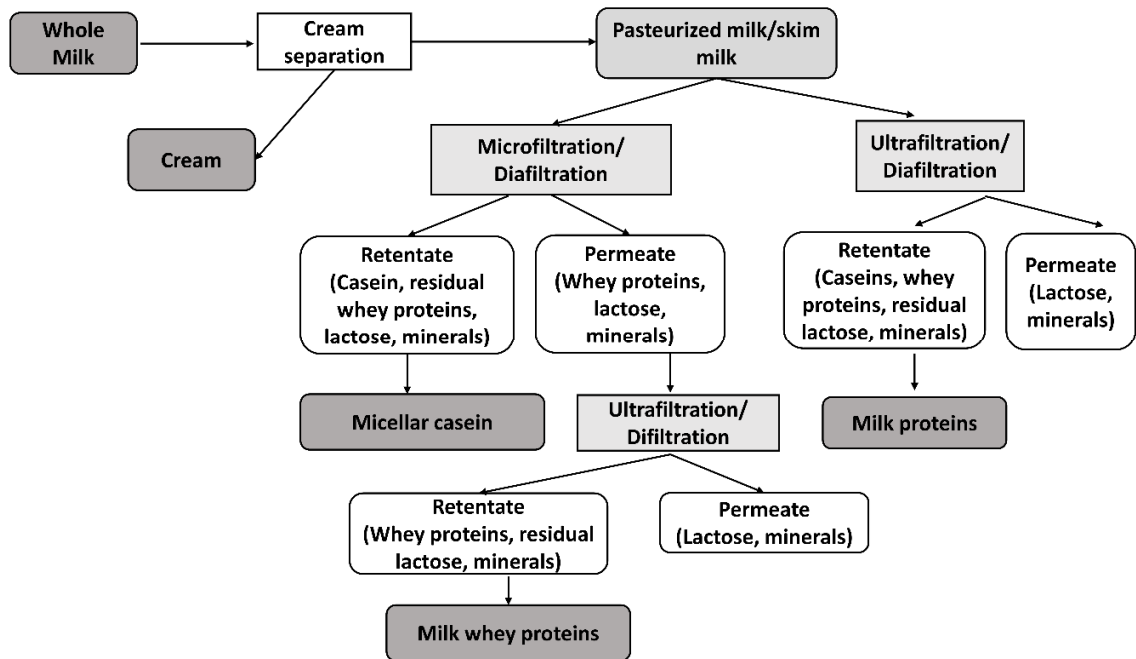 Whole
Milk
Cream
separation
Pasteurized milk/skim
milk
Cream
Microfiltration/
Diafiltration
Ultrafiltration/
Diafiltration
Retentate
(Casein, residual
whey proteins,
lactose, minerals)
Permeate
(Whey proteins,
lactose,
minerals)
Retentate
(Caseins, whey
proteins, residual
lactose, minerals)
Permeate
(Lactose,
minerals)
Micellar casein
Ultrafiltration/
Difiltration
Milk proteins
Retentate
(Whey proteins, residual
lactose, minerals)
Permeate
(Lactose, minerals)
Milk whey proteins